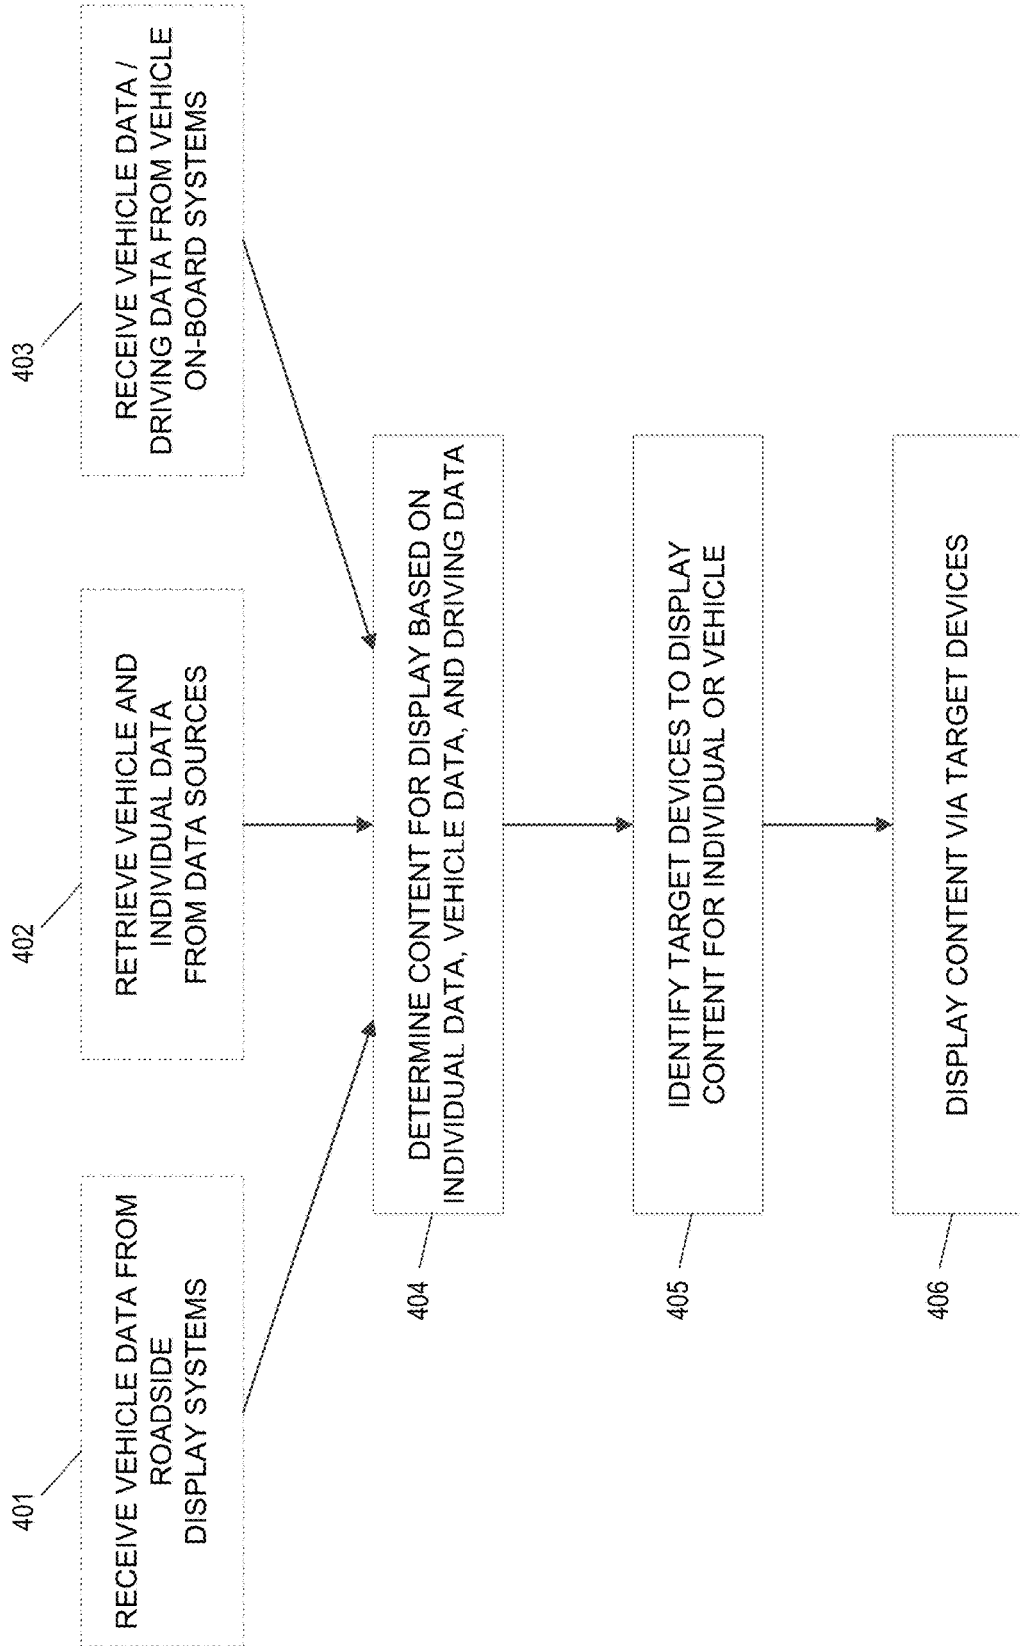 401
RECEIVE VEHICLE DATA FROM
ROADSIDE
DISPLAY SYSTEMS
402
RETRIEVE VEHICLE AND
INDIVIDUAL DATA
FROM DATA SOURCES
403
RECEIVE VEHICLE DATA /
DRIVING DATA FROM VEHICLE
ON-BOARD SYSTEMS
404
DETERMINE CONTENT FOR DISPLAY BASED ON
INDIVIDUAL DATA, VEHICLE DATA, AND DRIVING DATA
405
IDENTIFY TARGET DEVICES TO DISPLAY
CONTENT FOR INDIVIDUAL OR VEHICLE
406
DISPLAY CONTENT VIA TARGET DEVICES